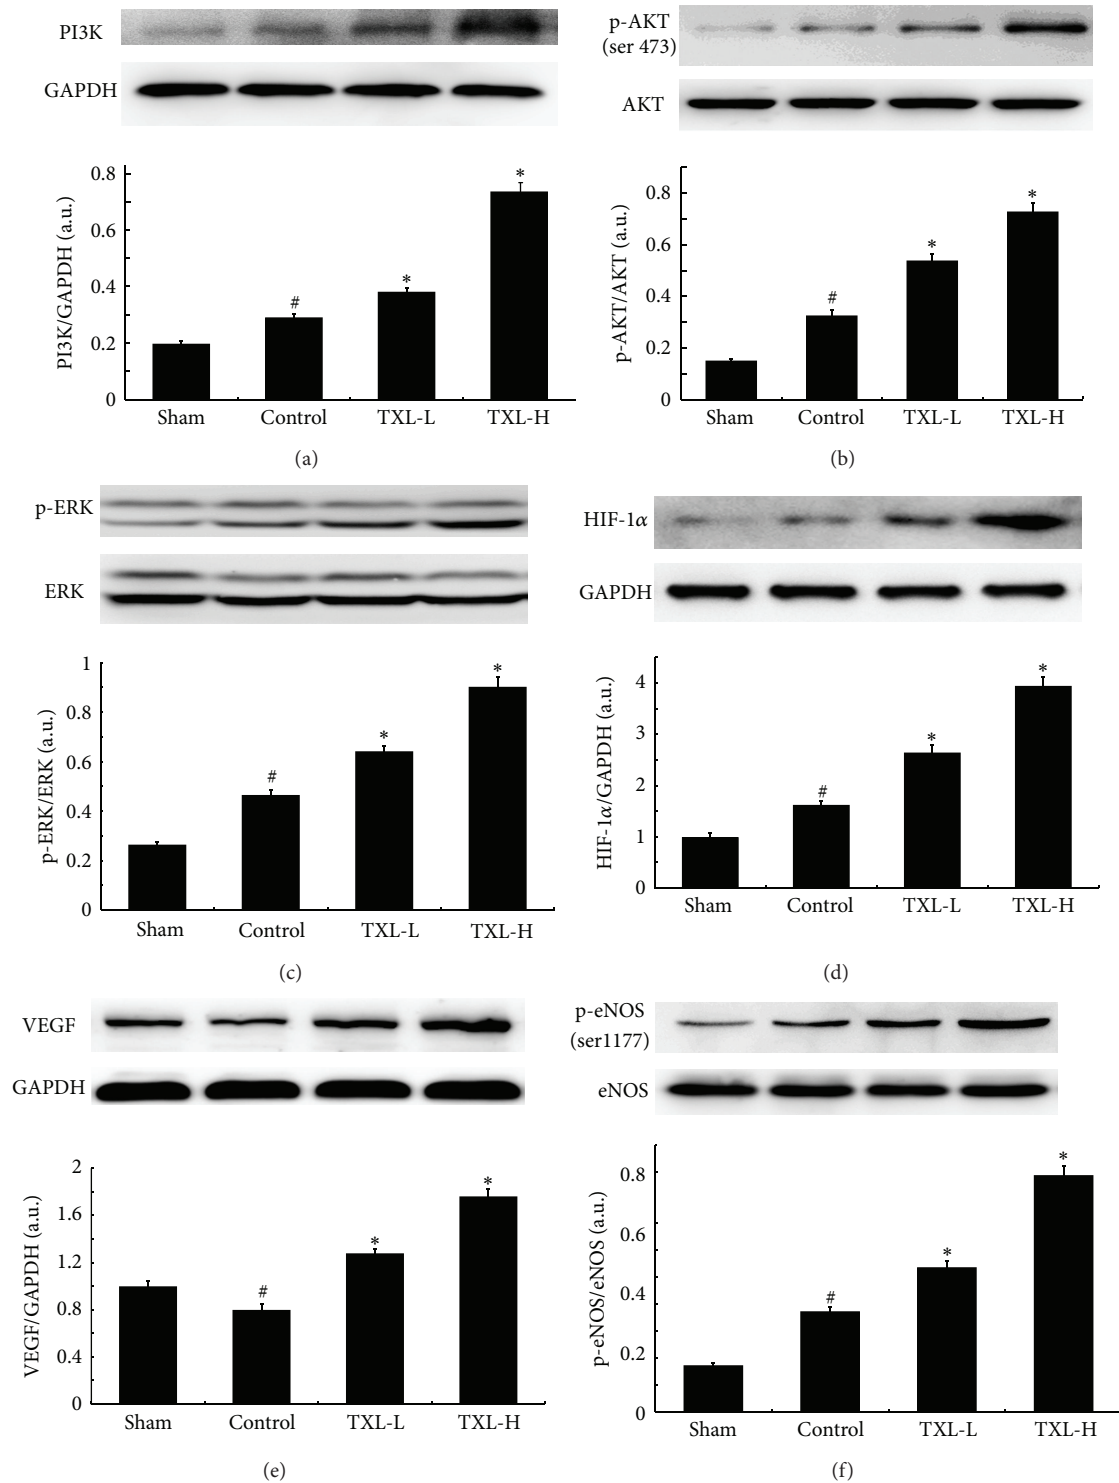 PI3K
GAPDH
PI3K/GAPDH (a.u.)
0.8
0.6
0.4
0.2
0
#
*
*
Sham Control TXL-L TXL-H
(a)
p-AKT
(ser 473)
AKT
p-AKT/AKT (a.u.)
0.8
0.6
0.4
0.2
0
#
*
*
Sham Control TXL-L TXL-H
(b)
p-ERK
ERK
p-ERK/ERK (a.u.)
1
0.8
0.6
0.4
0.2
0
#
*
*
Sham Control TXL-L TXL-H
(c)
HIF-1α
GAPDH
HIF-1α/GAPDH (a.u.)
4
3
2
1
0
#
*
*
Sham Control TXL-L TXL-H
(d)
VEGF
GAPDH
VEGF/GAPDH (a.u.)
2
1.6
1.2
0.8
0.4
0
#
*
*
Sham Control TXL-L TXL-H
(e)
p-eNOS
(ser1177)
eNOS
p-eNOS/eNOS (a.u.)
0.8
0.6
0.4
0.2
0
#
*
*
Sham Control TXL-L TXL-H
(f)